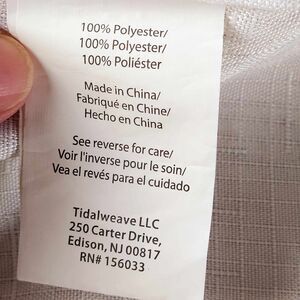 100% Polyester/
100% Polyester/
100% Poliéster
Made in China/
Fabriqué en Chine/
Hecho en China
See reverse for care/
Voir l'inverse pour le soin/
Vea el revés para el cuidado
Tidalweave LLC
250 Carter Drive,
Edison, NJ 00817
RN# 156033